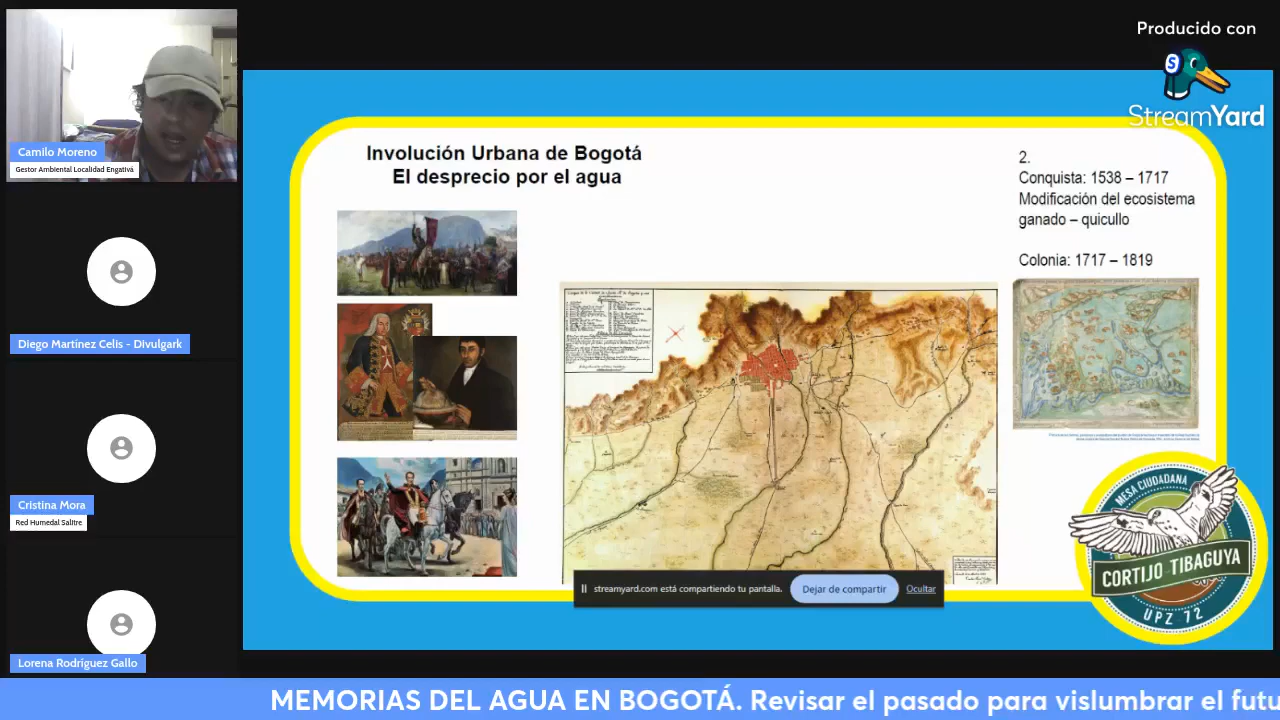 Producido con
StreamYard
Camilo Moreno
Gestor Ambiental Localidad Engativá
Diego Martínez Celis - Divulgark
Cristina Mora
Red Humedal Salitre
Lorena Rodríguez Gallo
Involución Urbana de Bogotá
El desprecio por el agua
2.
Conquista: 1538 – 1717
Modificación del ecosistema
ganado – quicullo
Colonia: 1717 – 1819
streamyard.com está compartiendo tu pantalla.
Dejar de compartir
Ocultar
MESA CIUDADANA
CORTIJO TIBAGUYA
UPZ 72
MEMORIAS DEL AGUA EN BOGOTÁ. Revisar el pasado para vislumbrar el futu